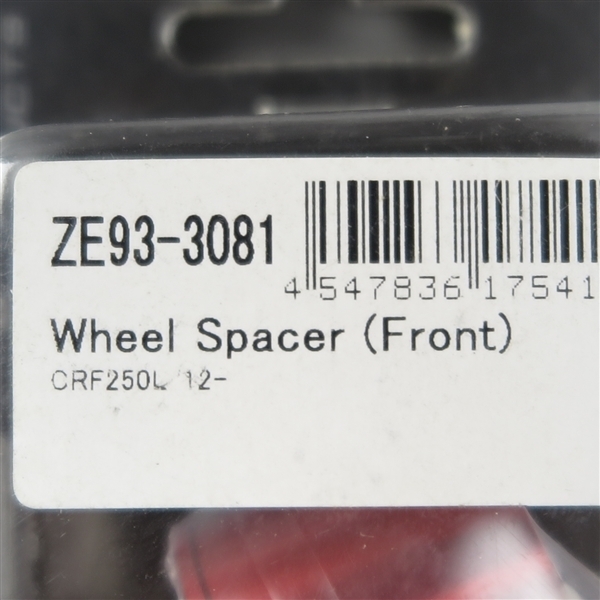 ZE93-3081
4 547836 17541
Wheel Spacer (Front)
CRF250L 12-